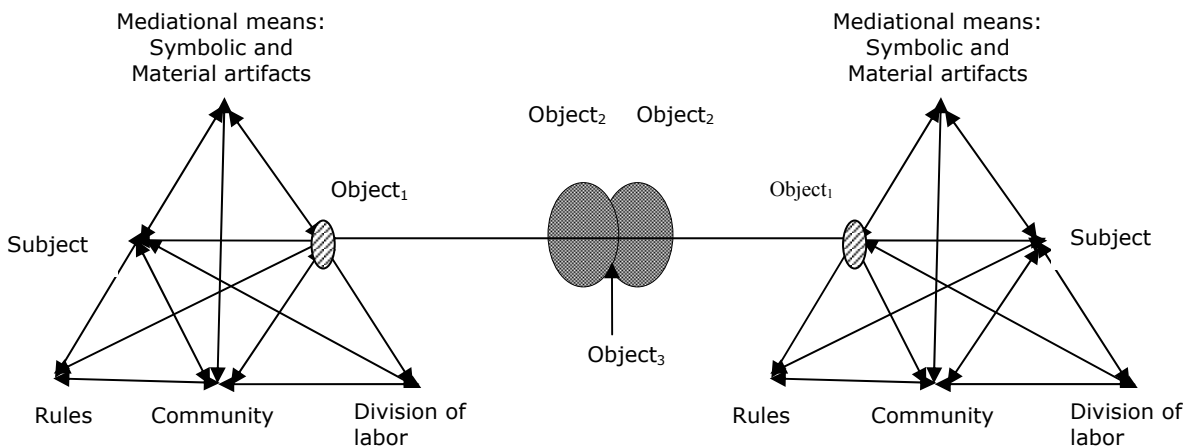 Mediational means:
Symbolic and
Material artifacts
Mediational means:
Symbolic and
Material artifacts
Object₂ Object₂
Object₁
Object₁
Subject
Subject
Object₃
Rules
Community
Division of
labor
Rules
Community
Division of
labor